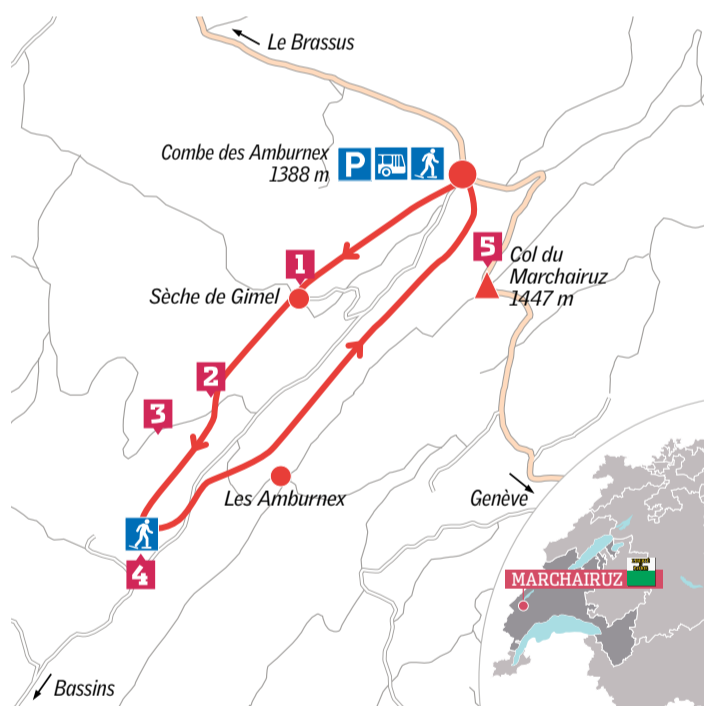 Le Brassus
Combe des Amburnex
1388 m
P
5
Col du
Marchairuz
1447 m
1
Sèche de Gimel
2
3
Les Amburnex
Genève
4
MARCHAIRUZ
Bassins